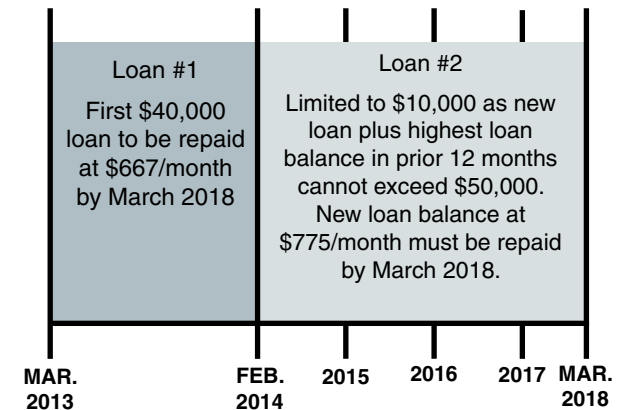 Loan #1
First $40,000
loan to be repaid
at $667/month
by March 2018
Loan #2
Limited to $10,000 as new
loan plus highest loan
balance in prior 12 months
cannot exceed $50,000.
New loan balance at
$775/month must be repaid
by March 2018.
MAR.
2013
FEB.
2014
2015
2016
2017
MAR.
2018